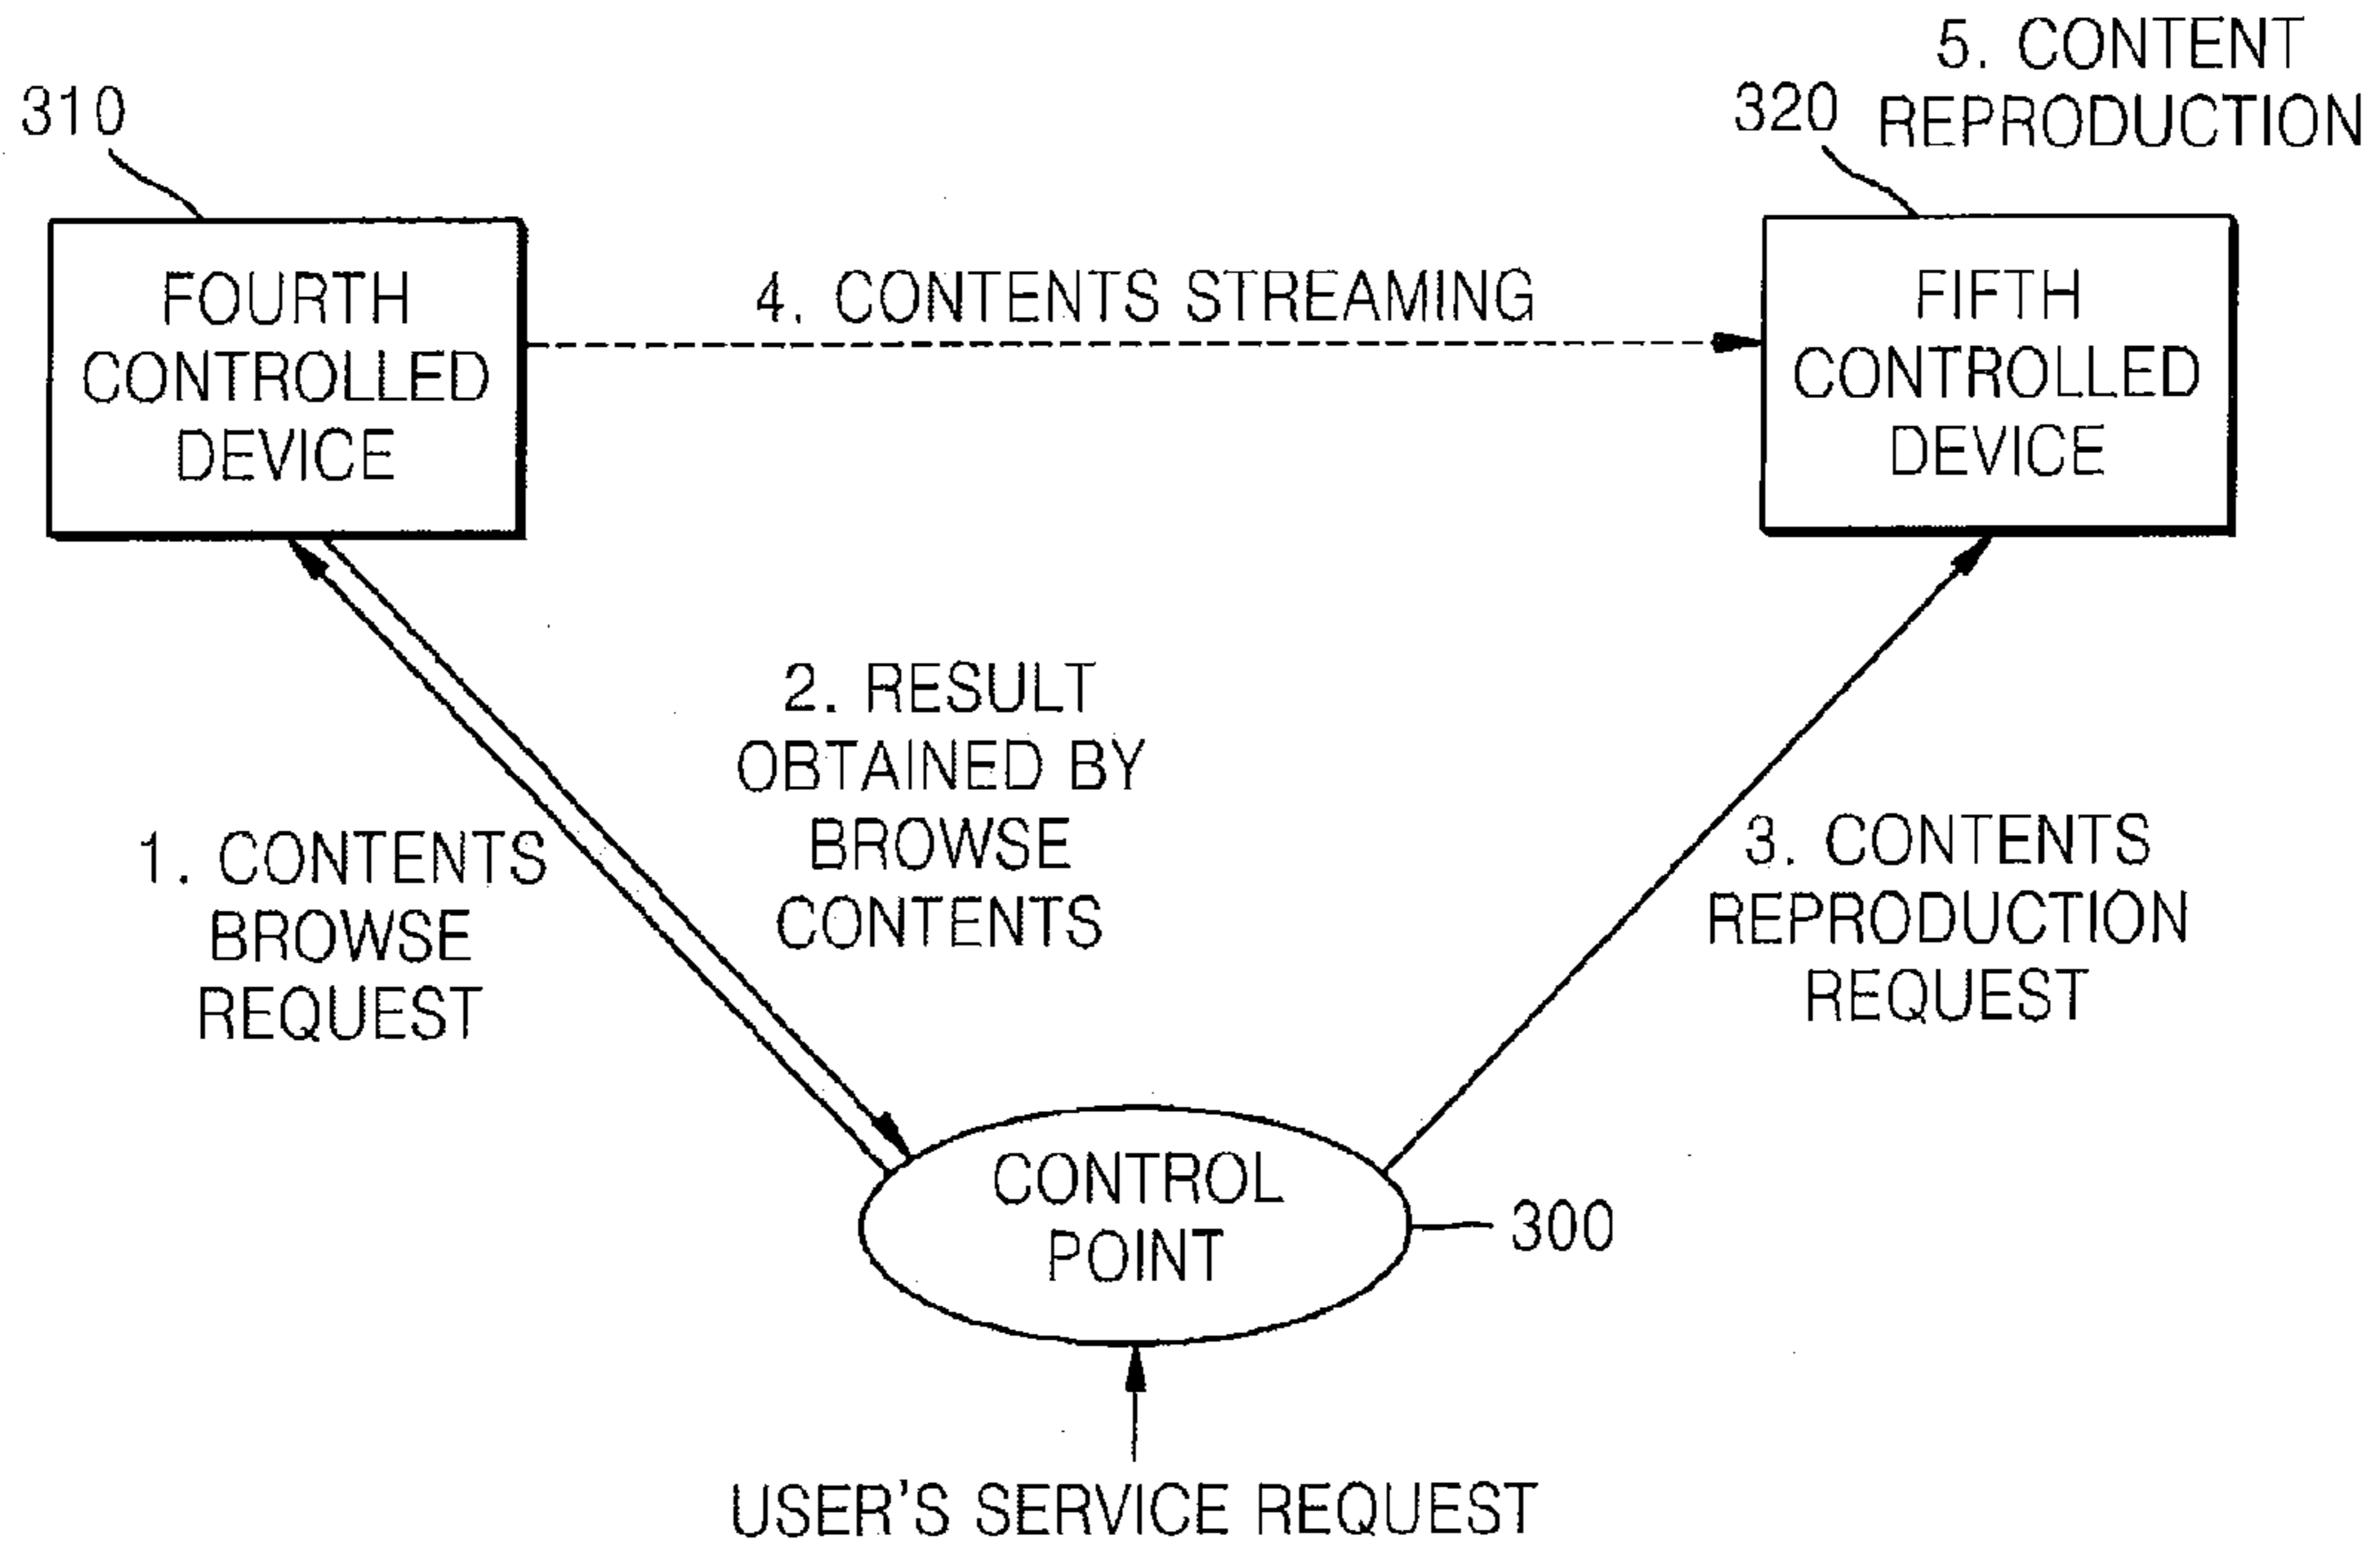 5. CONTENT
REPRODUCTION
310
320
FOURTH
CONTROLLED
DEVICE
4. CONTENTS STREAMING
FIFTH
CONTROLLED
DEVICE
2. RESULT
OBTAINED BY
BROWSE
CONTENTS
1. CONTENTS
BROWSE
REQUEST
3. CONTENTS
REPRODUCTION
REQUEST
CONTROL
POINT
300
USER'S SERVICE REQUEST